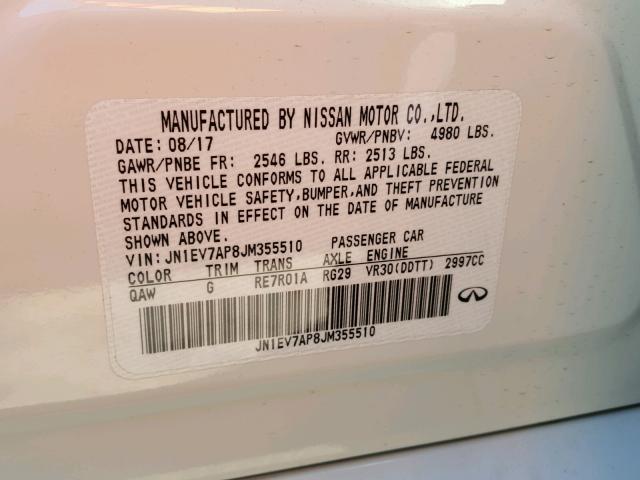 MANUFACTURED BY NISSAN MOTOR CO.,LTD.
DATE: 08/17 GVWR/PNBV: 4980 LBS.
GAWR/PNBE FR: 2546 LBS. RR: 2513 LBS.
THIS VEHICLE CONFORMS TO ALL APPLICABLE FEDERAL
MOTOR VEHICLE SAFETY,BUMPER,AND THEFT PREVENTION
STANDARDS IN EFFECT ON THE DATE OF MANUFACTURE
SHOWN ABOVE.
VIN: JN1EV7AP8JM355510 PASSENGER CAR
COLOR TRIM TRANS AXLE ENGINE
QAW G RE7R01A RG29 VR30(DDTT) 2997CC
JN1EV7AP8JM355510